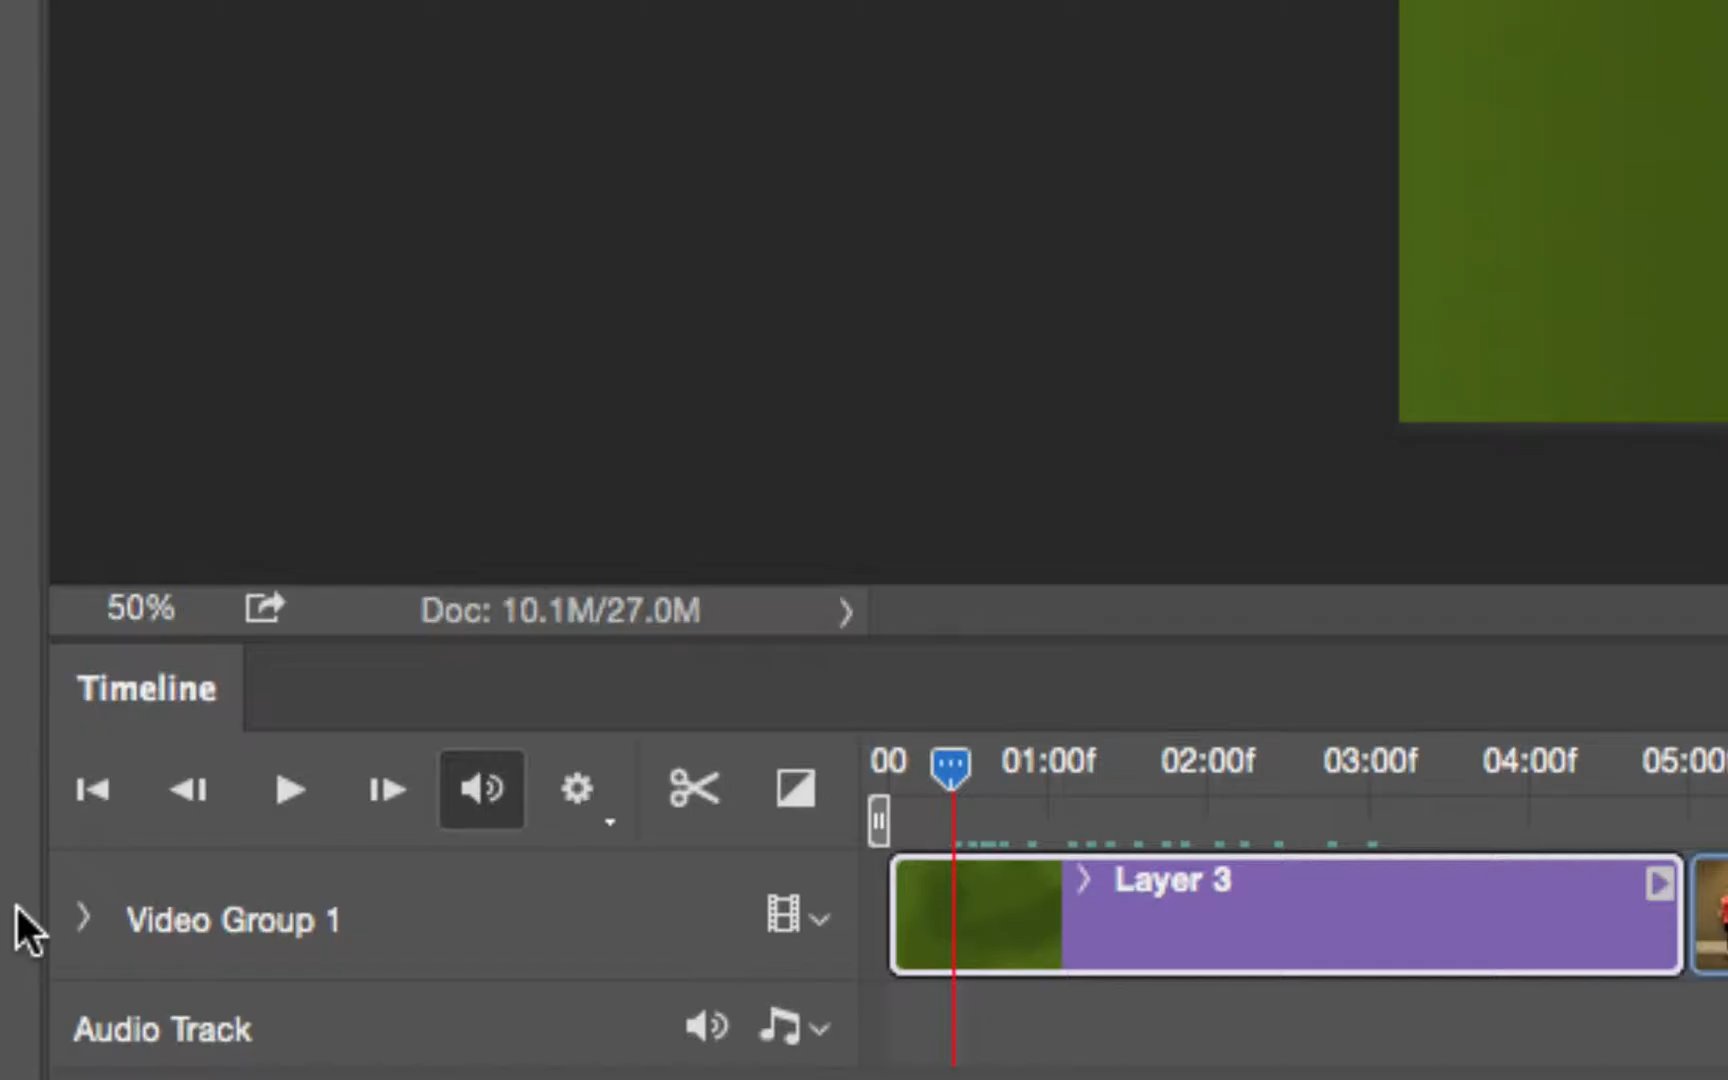 50% Doc: 10.1M/27.0M
Timeline
00 01:00f 02:00f 03:00f 04:00f 05:00
Layer 3
Video Group 1
Audio Track